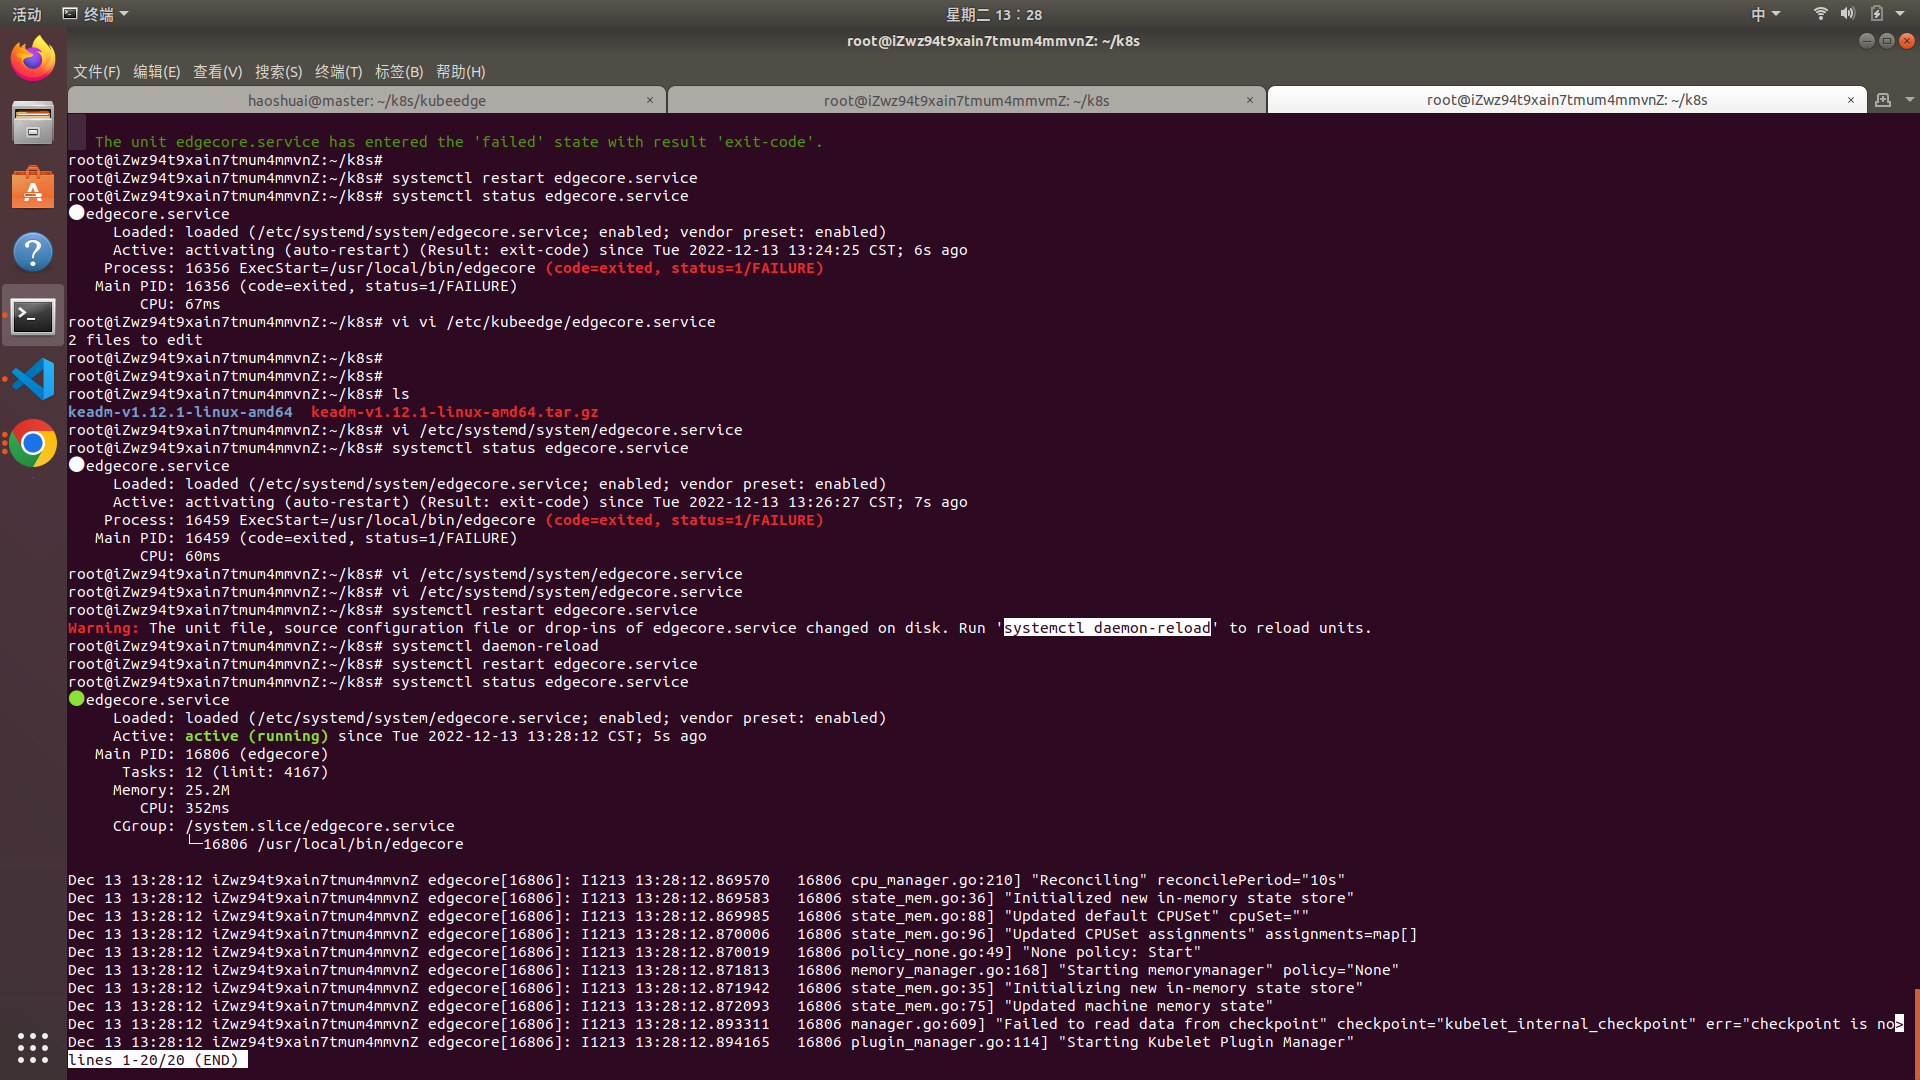 活动 终端 星期二 13：28 中
root@iZwz94t9xain7tmum4mmvnZ: ~/k8s
文件(F) 编辑(E) 查看(V) 搜索(S) 终端(T) 标签(B) 帮助(H)
haoshuai@master: ~/k8s/kubeedge × root@iZwz94t9xain7tmum4mmvmZ: ~/k8s × root@iZwz94t9xain7tmum4mmvnZ: ~/k8s ×
The unit edgecore.service has entered the 'failed' state with result 'exit-code'.
root@iZwz94t9xain7tmum4mmvnZ:~/k8s#
root@iZwz94t9xain7tmum4mmvnZ:~/k8s# systemctl restart edgecore.service
root@iZwz94t9xain7tmum4mmvnZ:~/k8s# systemctl status edgecore.service
edgecore.service
Loaded: loaded (/etc/systemd/system/edgecore.service; enabled; vendor preset: enabled)
Active: activating (auto-restart) (Result: exit-code) since Tue 2022-12-13 13:24:25 CST; 6s ago
Process: 16356 ExecStart=/usr/local/bin/edgecore (code=exited, status=1/FAILURE)
Main PID: 16356 (code=exited, status=1/FAILURE)
CPU: 67ms
root@iZwz94t9xain7tmum4mmvnZ:~/k8s# vi vi /etc/kubeedge/edgecore.service
2 files to edit
root@iZwz94t9xain7tmum4mmvnZ:~/k8s#
root@iZwz94t9xain7tmum4mmvnZ:~/k8s#
root@iZwz94t9xain7tmum4mmvnZ:~/k8s# ls
keadm-v1.12.1-linux-amd64 keadm-v1.12.1-linux-amd64.tar.gz
root@iZwz94t9xain7tmum4mmvnZ:~/k8s# vi /etc/systemd/system/edgecore.service
root@iZwz94t9xain7tmum4mmvnZ:~/k8s# systemctl status edgecore.service
edgecore.service
Loaded: loaded (/etc/systemd/system/edgecore.service; enabled; vendor preset: enabled)
Active: activating (auto-restart) (Result: exit-code) since Tue 2022-12-13 13:26:27 CST; 7s ago
Process: 16459 ExecStart=/usr/local/bin/edgecore (code=exited, status=1/FAILURE)
Main PID: 16459 (code=exited, status=1/FAILURE)
CPU: 60ms
root@iZwz94t9xain7tmum4mmvnZ:~/k8s# vi /etc/systemd/system/edgecore.service
root@iZwz94t9xain7tmum4mmvnZ:~/k8s# vi /etc/systemd/system/edgecore.service
root@iZwz94t9xain7tmum4mmvnZ:~/k8s# systemctl restart edgecore.service
Warning: The unit file, source configuration file or drop-ins of edgecore.service changed on disk. Run 'systemctl daemon-reload' to reload units.
root@iZwz94t9xain7tmum4mmvnZ:~/k8s# systemctl daemon-reload
root@iZwz94t9xain7tmum4mmvnZ:~/k8s# systemctl restart edgecore.service
root@iZwz94t9xain7tmum4mmvnZ:~/k8s# systemctl status edgecore.service
edgecore.service
Loaded: loaded (/etc/systemd/system/edgecore.service; enabled; vendor preset: enabled)
Active: active (running) since Tue 2022-12-13 13:28:12 CST; 5s ago
Main PID: 16806 (edgecore)
Tasks: 12 (limit: 4167)
Memory: 25.2M
CPU: 352ms
CGroup: /system.slice/edgecore.service
└─16806 /usr/local/bin/edgecore
Dec 13 13:28:12 iZwz94t9xain7tmum4mmvnZ edgecore[16806]: I1213 13:28:12.869570 16806 cpu_manager.go:210] "Reconciling" reconcilePeriod="10s"
Dec 13 13:28:12 iZwz94t9xain7tmum4mmvnZ edgecore[16806]: I1213 13:28:12.869583 16806 state_mem.go:36] "Initialized new in-memory state store"
Dec 13 13:28:12 iZwz94t9xain7tmum4mmvnZ edgecore[16806]: I1213 13:28:12.869985 16806 state_mem.go:88] "Updated default CPUSet" cpuSet=""
Dec 13 13:28:12 iZwz94t9xain7tmum4mmvnZ edgecore[16806]: I1213 13:28:12.870006 16806 state_mem.go:96] "Updated CPUSet assignments" assignments=map[]
Dec 13 13:28:12 iZwz94t9xain7tmum4mmvnZ edgecore[16806]: I1213 13:28:12.870019 16806 policy_none.go:49] "None policy: Start"
Dec 13 13:28:12 iZwz94t9xain7tmum4mmvnZ edgecore[16806]: I1213 13:28:12.871813 16806 memory_manager.go:168] "Starting memorymanager" policy="None"
Dec 13 13:28:12 iZwz94t9xain7tmum4mmvnZ edgecore[16806]: I1213 13:28:12.871942 16806 state_mem.go:35] "Initializing new in-memory state store"
Dec 13 13:28:12 iZwz94t9xain7tmum4mmvnZ edgecore[16806]: I1213 13:28:12.872093 16806 state_mem.go:75] "Updated machine memory state"
Dec 13 13:28:12 iZwz94t9xain7tmum4mmvnZ edgecore[16806]: I1213 13:28:12.893311 16806 manager.go:609] "Failed to read data from checkpoint" checkpoint="kubelet_internal_checkpoint" err="checkpoint is no>
Dec 13 13:28:12 iZwz94t9xain7tmum4mmvnZ edgecore[16806]: I1213 13:28:12.894165 16806 plugin_manager.go:114] "Starting Kubelet Plugin Manager"
lines 1-20/20 (END)